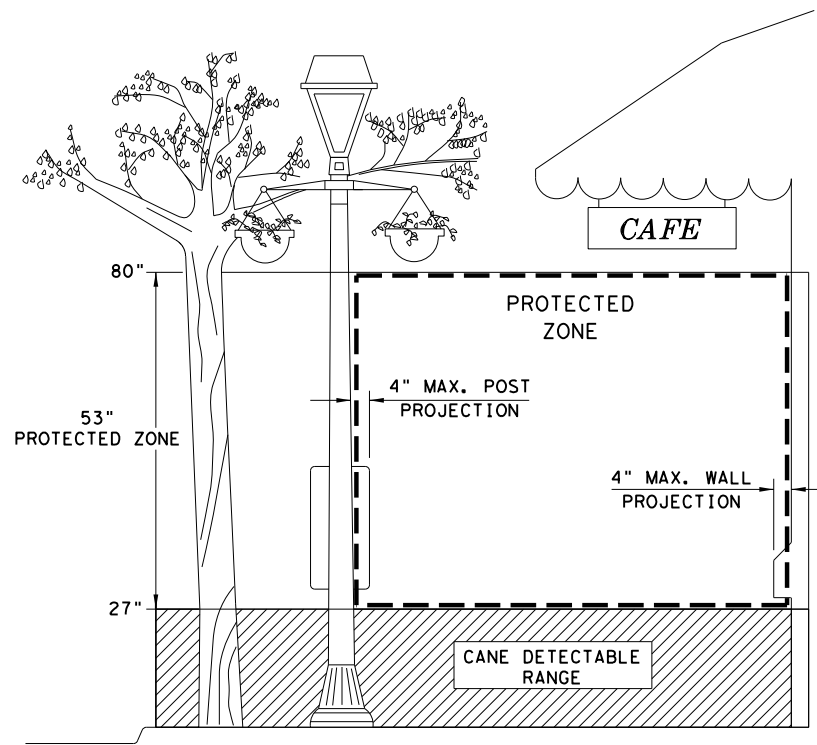 CAFE
80"
PROTECTED
ZONE
4" MAX. POST
PROJECTION
53"
PROTECTED ZONE
4" MAX. WALL
PROJECTION
27"
CANE DETECTABLE
RANGE